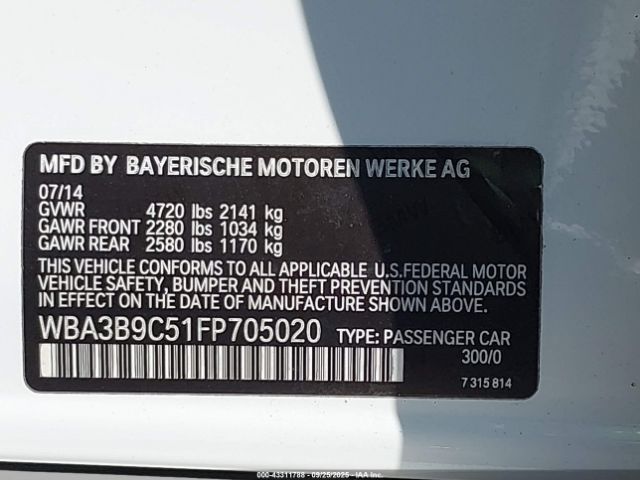 MFD BY BAYERISCHE MOTOREN WERKE AG
07/14
GVWR 4720 lbs 2141 kg
GAWR FRONT 2280 lbs 1034 kg
GAWR REAR 2580 lbs 1170 kg
THIS VEHICLE CONFORMS TO ALL APPLICABLE U.S.FEDERAL MOTOR
VEHICLE SAFETY, BUMPER AND THEFT PREVENTION STANDARDS
IN EFFECT ON THE DATE OF MANUFACTURE SHOWN ABOVE.
WBA3B9C51FP705020 TYPE: PASSENGER CAR
300/0
7 315 814
000-43311788 - 09/25/2025 - IAA Inc.